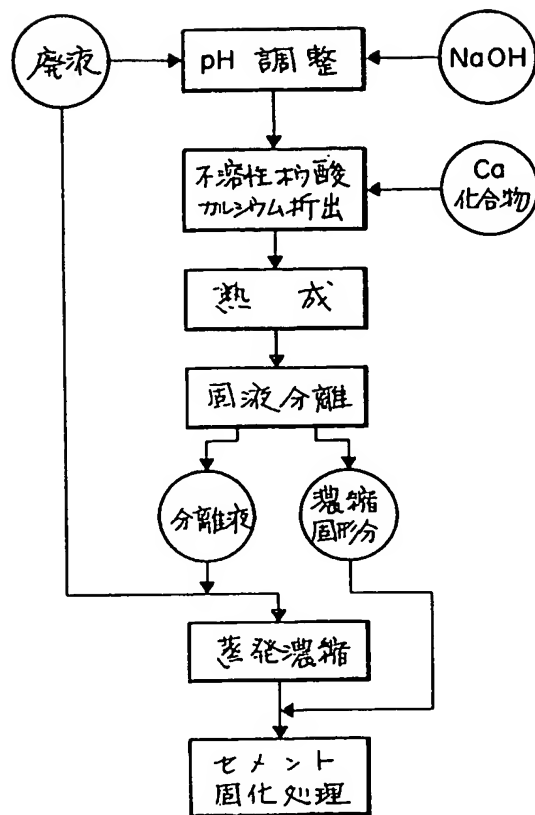 廃液
pH 調整
NaOH
不溶性ホウ酸
カルシウム折出
Ca
化合物
熟 成
固液分離
分離液
濃縮
固形分
蒸発濃縮
セメント
固化処理